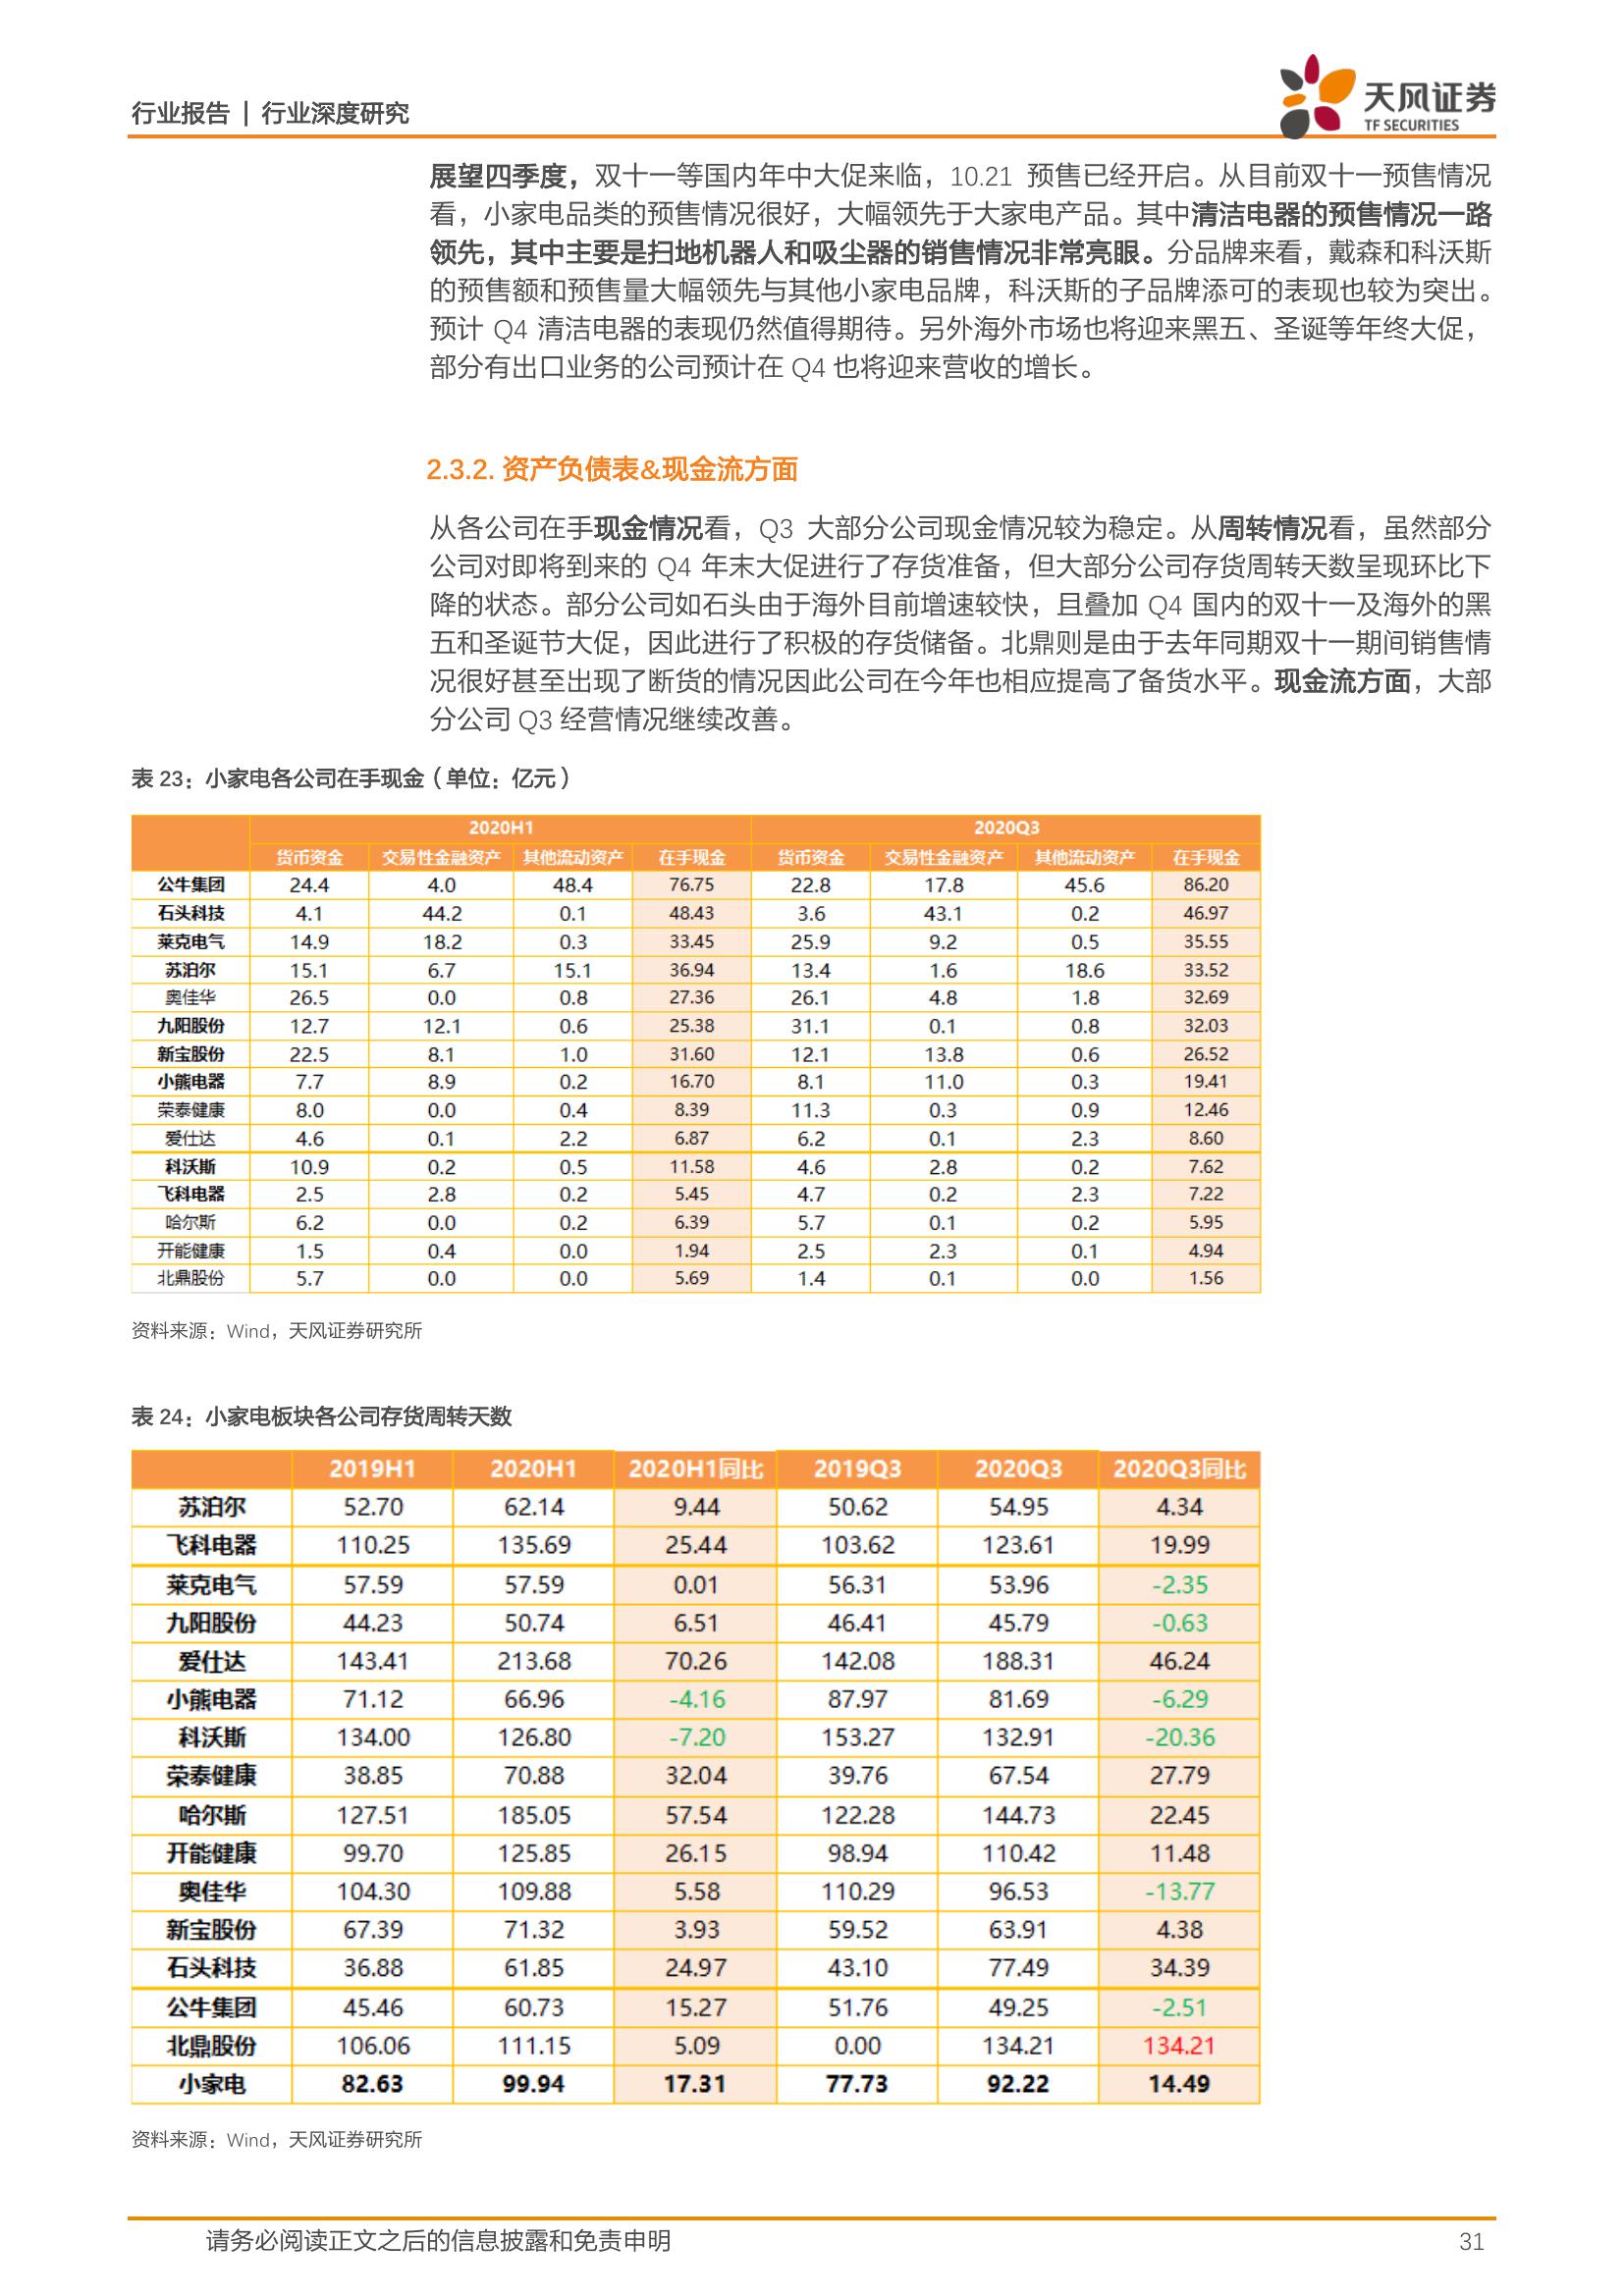 行业报告 | 行业深度研究
天风证券
TF SECURITIES
展望四季度，双十一等国内年中大促来临，10.21 预售已经开启。从目前双十一预售情况
看，小家电品类的预售情况很好，大幅领先于大家电产品。其中清洁电器的预售情况一路
领先，其中主要是扫地机器人和吸尘器的销售情况非常亮眼。分品牌来看，戴森和科沃斯
的预售额和预售量大幅领先与其他小家电品牌，科沃斯的子品牌添可的表现也较为突出。
预计 Q4 清洁电器的表现仍然值得期待。另外海外市场也将迎来黑五、圣诞等年终大促，
部分有出口业务的公司预计在 Q4 也将迎来营收的增长。
2.3.2. 资产负债表&现金流方面
从各公司在手现金情况看，Q3 大部分公司现金情况较为稳定。从周转情况看，虽然部分
公司对即将到来的 Q4 年末大促进行了存货准备，但大部分公司存货周转天数呈现环比下
降的状态。部分公司如石头由于海外目前增速较快，且叠加 Q4 国内的双十一及海外的黑
五和圣诞节大促，因此进行了积极的存货储备。北鼎则是由于去年同期双十一期间销售情
况很好甚至出现了断货的情况因此公司在今年也相应提高了备货水平。现金流方面，大部
分公司 Q3 经营情况继续改善。
表 23：小家电各公司在手现金（单位：亿元）
2020H1 2020Q3
货币资金 交易性金融资产 其他流动资产 在手现金 货币资金 交易性金融资产 其他流动资产 在手现金
公牛集团 24.4 4.0 48.4 76.75 22.8 17.8 45.6 86.20
石头科技 4.1 44.2 0.1 48.43 3.6 43.1 0.2 46.97
莱克电气 14.9 18.2 0.3 33.45 25.9 9.2 0.5 35.55
苏泊尔 15.1 6.7 15.1 36.94 13.4 1.6 18.6 33.52
奥佳华 26.5 0.0 0.8 27.36 26.1 4.8 1.8 32.69
九阳股份 12.7 12.1 0.6 25.38 31.1 0.1 0.8 32.03
新宝股份 22.5 8.1 1.0 31.60 12.1 13.8 0.6 26.52
小熊电器 7.7 8.9 0.2 16.70 8.1 11.0 0.3 19.41
荣泰健康 8.0 0.0 0.4 8.39 11.3 0.3 0.9 12.46
爱仕达 4.6 0.1 2.2 6.87 6.2 0.1 2.3 8.60
科沃斯 10.9 0.2 0.5 11.58 4.6 2.8 0.2 7.62
飞科电器 2.5 2.8 0.2 5.45 4.7 0.2 2.3 7.22
哈尔斯 6.2 0.0 0.2 6.39 5.7 0.1 0.2 5.95
开能健康 1.5 0.4 0.0 1.94 2.5 2.3 0.1 4.94
北鼎股份 5.7 0.0 0.0 5.69 1.4 0.1 0.0 1.56
资料来源：Wind，天风证券研究所
表 24：小家电板块各公司存货周转天数
2019H1 2020H1 2020H1同比 2019Q3 2020Q3 2020Q3同比
苏泊尔 52.70 62.14 9.44 50.62 54.95 4.34
飞科电器 110.25 135.69 25.44 103.62 123.61 19.99
莱克电气 57.59 57.59 0.01 56.31 53.96 -2.35
九阳股份 44.23 50.74 6.51 46.41 45.79 -0.63
爱仕达 143.41 213.68 70.26 142.08 188.31 46.24
小熊电器 71.12 66.96 -4.16 87.97 81.69 -6.29
科沃斯 134.00 126.80 -7.20 153.27 132.91 -20.36
荣泰健康 38.85 70.88 32.04 39.76 67.54 27.79
哈尔斯 127.51 185.05 57.54 122.28 144.73 22.45
开能健康 99.70 125.85 26.15 98.94 110.42 11.48
奥佳华 104.30 109.88 5.58 110.29 96.53 -13.77
新宝股份 67.39 71.32 3.93 59.52 63.91 4.38
石头科技 36.88 61.85 24.97 43.10 77.49 34.39
公牛集团 45.46 60.73 15.27 51.76 49.25 -2.51
北鼎股份 106.06 111.15 5.09 0.00 134.21 134.21
小家电 82.63 99.94 17.31 77.73 92.22 14.49
资料来源：Wind，天风证券研究所
请务必阅读正文之后的信息披露和免责申明 31